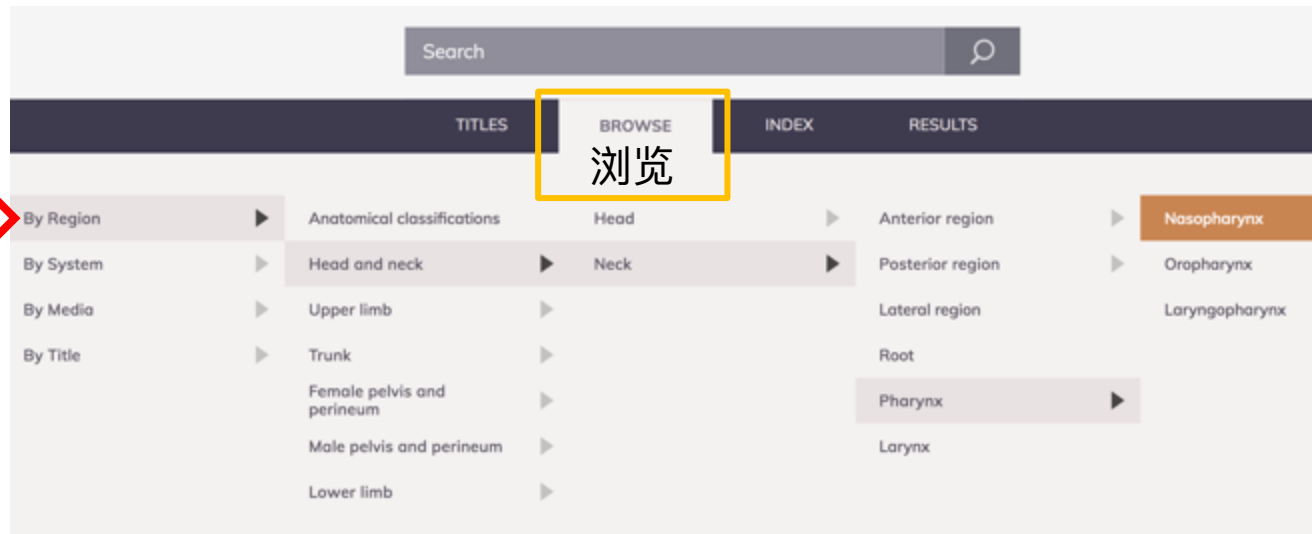 Search
TITLES
BROWSE
INDEX
RESULTS
浏览
By Region
By System
By Media
By Title
Anatomical classifications
Head and neck
Upper limb
Trunk
Female pelvis and
perineum
Male pelvis and perineum
Lower limb
Head
Neck
Anterior region
Posterior region
Lateral region
Root
Pharynx
Larynx
Nasopharynx
Oropharynx
Laryngopharynx